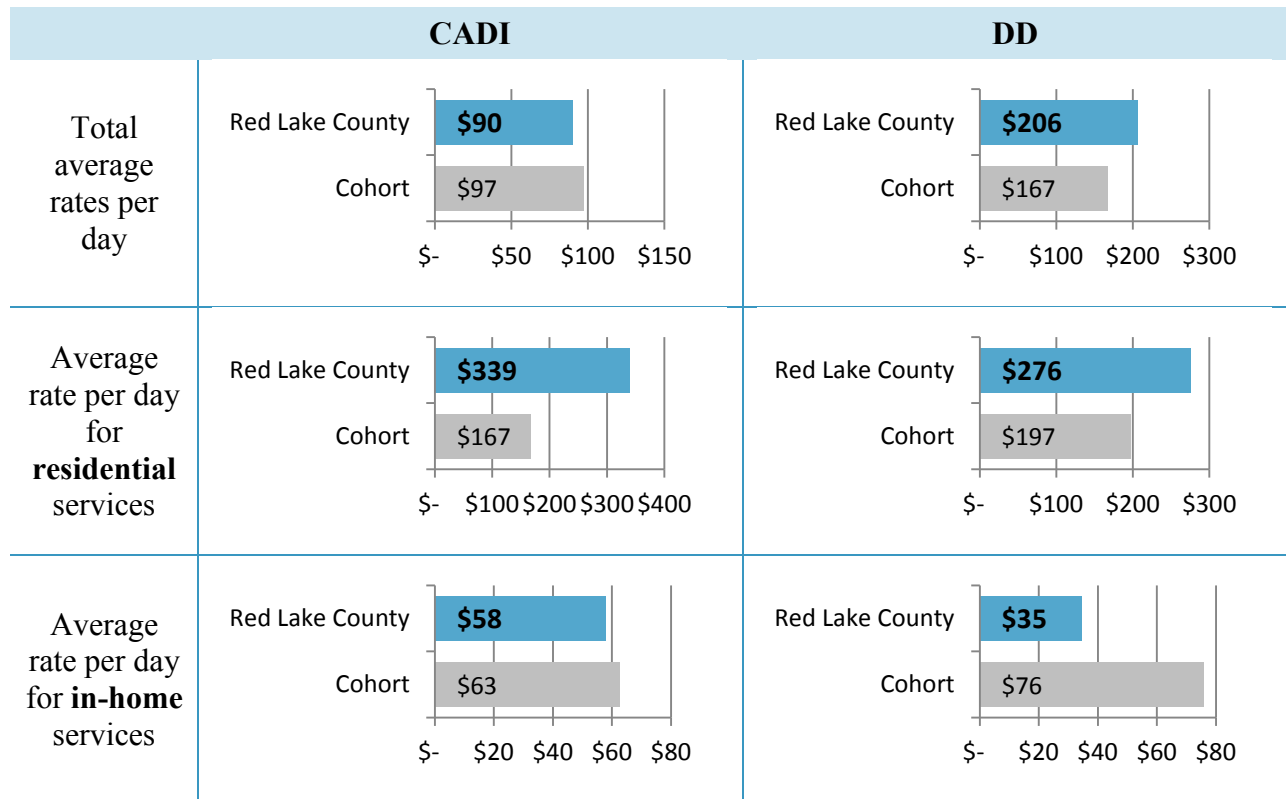 CADI
DD
Total
average
rates per
day
Red Lake County
$90
Cohort
$97
$-
$50
$100
$150
Red Lake County
$206
Cohort
$167
$-
$100
$200
$300
Average
rate per day
for
residential
services
Red Lake County
$339
Cohort
$167
$-
$100
$200
$300
$400
Red Lake County
$276
Cohort
$197
$-
$100
$200
$300
Average
rate per day
for in-home
services
Red Lake County
$58
Cohort
$63
$-
$20
$40
$60
$80
Red Lake County
$35
Cohort
$76
$-
$20
$40
$60
$80